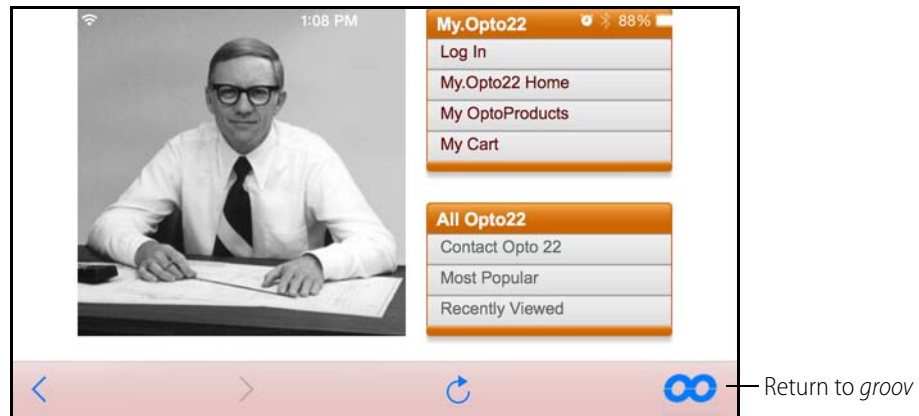 1:08 PM
88%
My.Opto22
Log In
My.Opto22 Home
My OptoProducts
My Cart
All Opto22
Contact Opto 22
Most Popular
Recently Viewed
Return to groov